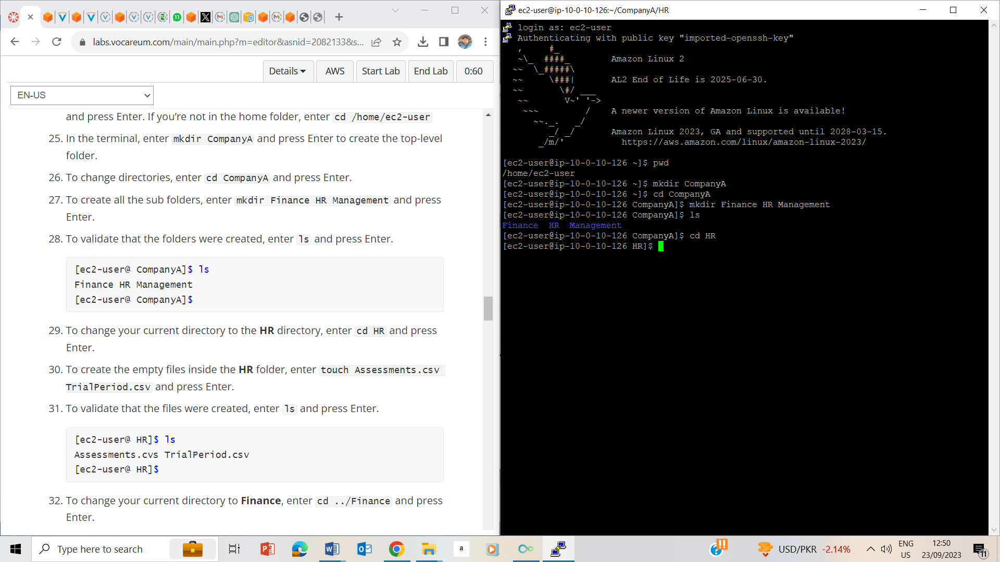 labs.vocareum.com/main/main.php?m=editor&asnid=2082133&s...
Details
AWS
Start Lab
End Lab
0:60
EN-US
and press Enter. If you’re not in the home folder, enter cd /home/ec2-user
25. In the terminal, enter mkdir CompanyA and press Enter to create the top-level
folder.
26. To change directories, enter cd CompanyA and press Enter.
27. To create all the sub folders, enter mkdir Finance HR Management and press
Enter.
28. To validate that the folders were created, enter ls and press Enter.
[ec2-user@ CompanyA]$ ls
Finance HR Management
[ec2-user@ CompanyA]$
29. To change your current directory to the HR directory, enter cd HR and press
Enter.
30. To create the empty files inside the HR folder, enter touch Assessments.csv
TrialPeriod.csv and press Enter.
31. To validate that the files were created, enter ls and press Enter.
[ec2-user@ HR]$ ls
Assessments.cvs TrialPeriod.csv
[ec2-user@ HR]$
32. To change your current directory to Finance, enter cd ../Finance and press
Enter.
ec2-user@ip-10-0-10-126:~/CompanyA/HR
login as: ec2-user
Authenticating with public key "imported-openssh-key"
   ,     #_
   ~\_  ####_        Amazon Linux 2
  ~~  \_#####\
  ~~     \###|       AL2 End of Life is 2025-06-30.
  ~~       \#/ ___
   ~~       V~' '->
    ~~~         /    A newer version of Amazon Linux is available!
      ~~._.   _/
         _/ _/       Amazon Linux 2023, GA and supported until 2028-03-15.
       _/m/'           https://aws.amazon.com/linux/amazon-linux-2023/
[ec2-user@ip-10-0-10-126 ~]$ pwd
/home/ec2-user
[ec2-user@ip-10-0-10-126 ~]$ mkdir CompanyA
[ec2-user@ip-10-0-10-126 ~]$ cd CompanyA
[ec2-user@ip-10-0-10-126 CompanyA]$ mkdir Finance HR Management
[ec2-user@ip-10-0-10-126 CompanyA]$ ls
Finance  HR  Management
[ec2-user@ip-10-0-10-126 CompanyA]$ cd HR
[ec2-user@ip-10-0-10-126 HR]$
Type here to search
USD/PKR -2.14%
ENG
US
12:50
23/09/2023
11